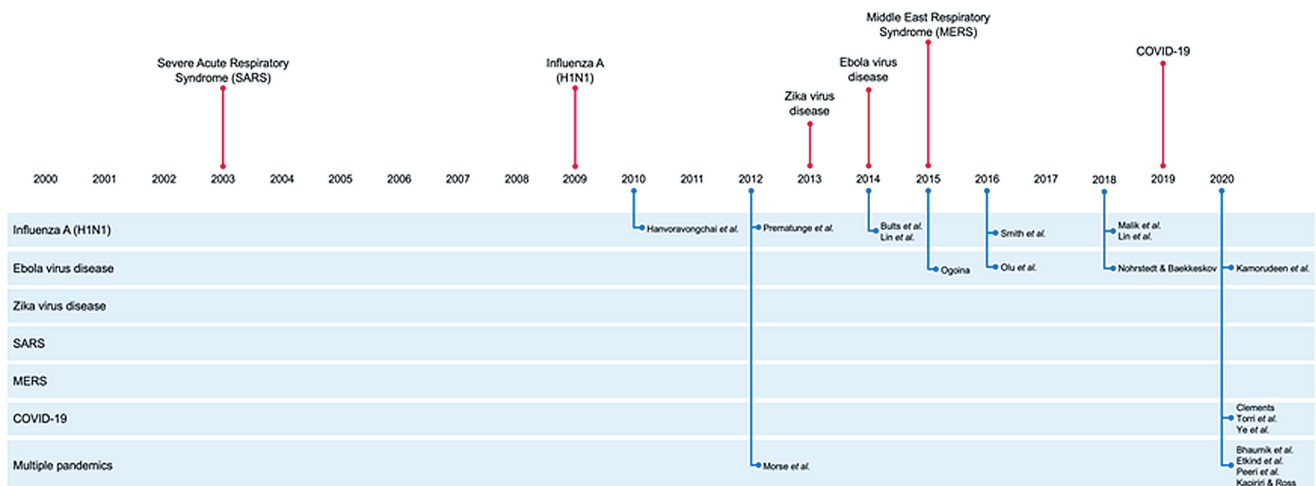 Middle East Respiratory
Syndrome (MERS)
COVID-19
Severe Acute Respiratory
Syndrome (SARS)
Influenza A
(H1N1)
Ebola virus
disease
Zika virus
disease
2000 2001 2002 2003 2004 2005 2006 2007 2008 2009 2010 2011 2012 2013 2014 2015 2016 2017 2018 2019 2020
Influenza A (H1N1)
Hanvoravongchai et al.
Prematunge et al.
Bults et al.
Lin et al.
Smith et al.
Malik et al.
Lin et al.
Ebola virus disease
Ogoina
Olu et al.
Nohrstedt & Baekkeskov
Kamorudeen et al.
Zika virus disease
SARS
MERS
COVID-19
Clements
Torri et al.
Ye et al.
Multiple pandemics
Morse et al.
Bhaumik et al.
Etkind et al.
Peeri et al.
Kapiriri & Ross